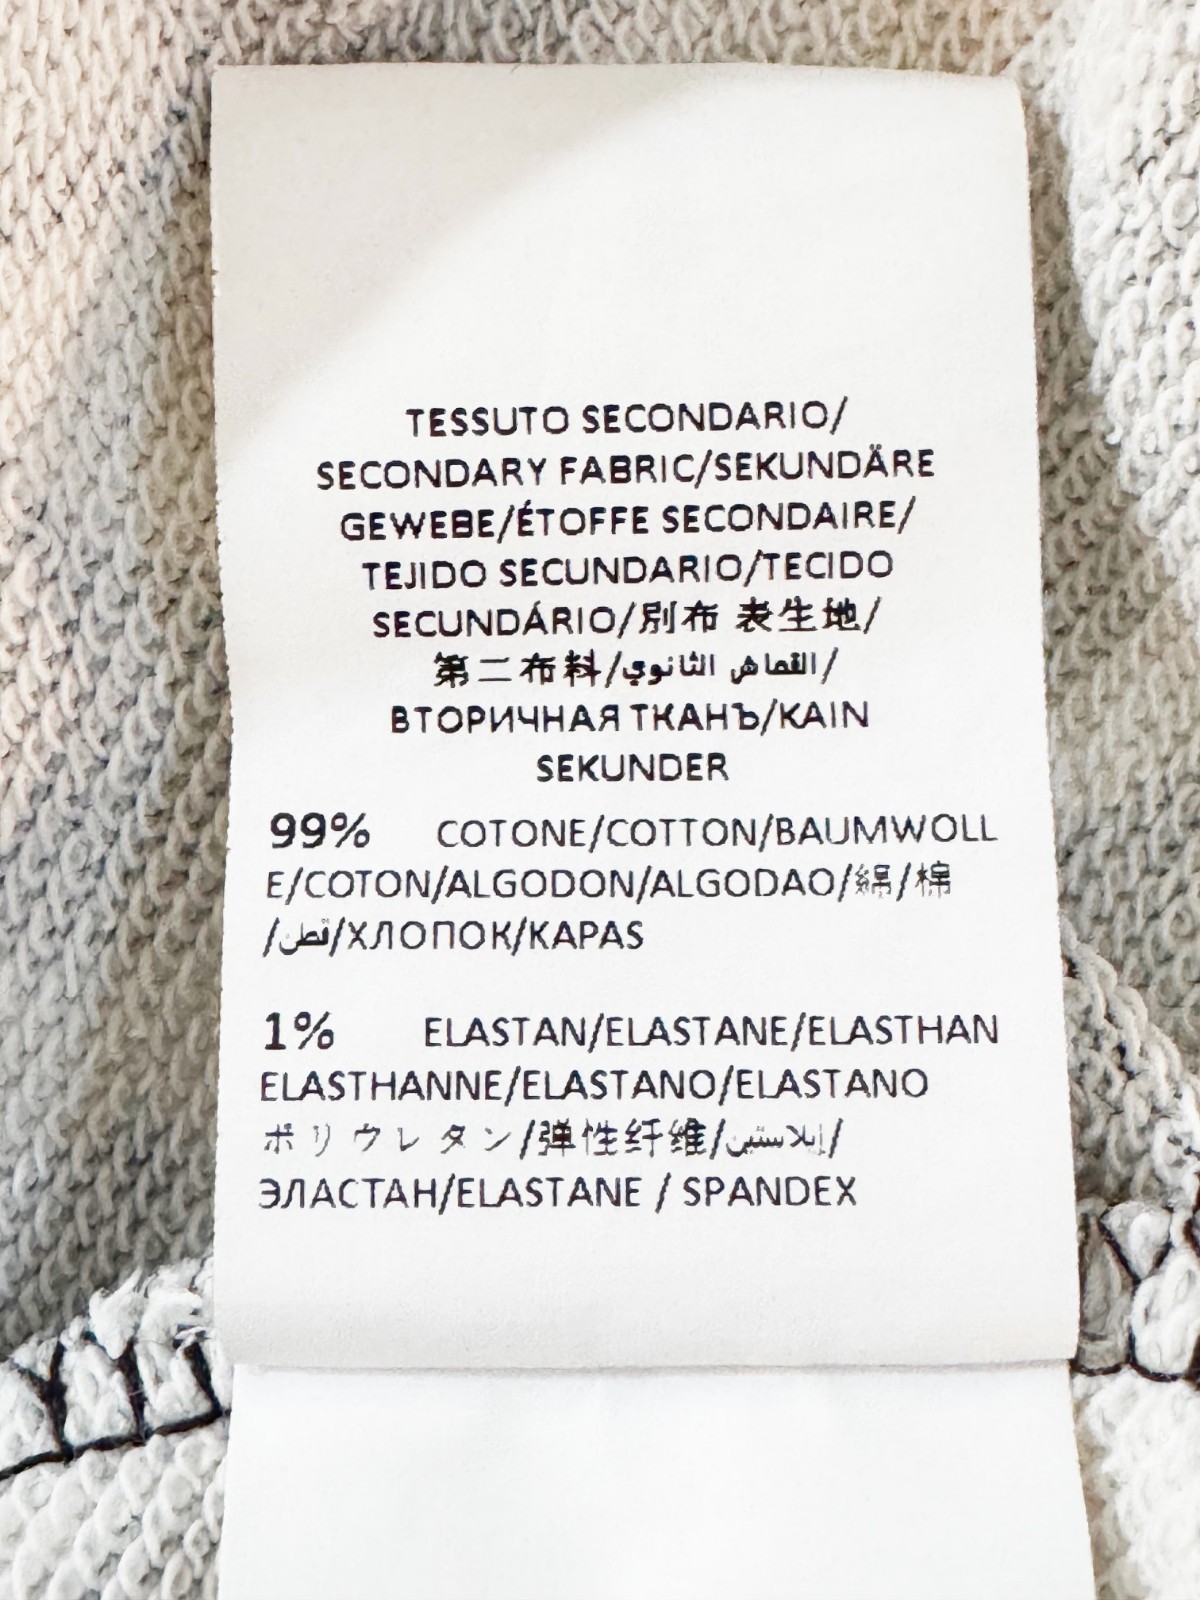 TESSUTO SECONDARIO/
SECONDARY FABRIC/SEKUNDÄRE
GEWEBE/ÉTOFFE SECONDAIRE/
TEJIDO SECUNDARIO/TECIDO
SECUNDÁRIO/別布 表生地/
第二布料/القماش الثانوي/
ВТОРИЧНАЯ ТКАНЪ/KAIN
SEKUNDER
99% COTONE/COTTON/BAUMWOLL
E/COTON/ALGODON/ALGODAO/綿/棉
/قطن/ХЛОПОК/KAPAS
1% ELASTAN/ELASTANE/ELASTHAN
ELASTHANNE/ELASTANO/ELASTANO
ポリウレタン/弹性纤维/إيلاستين/
ЭЛАСТАН/ELASTANE / SPANDEX